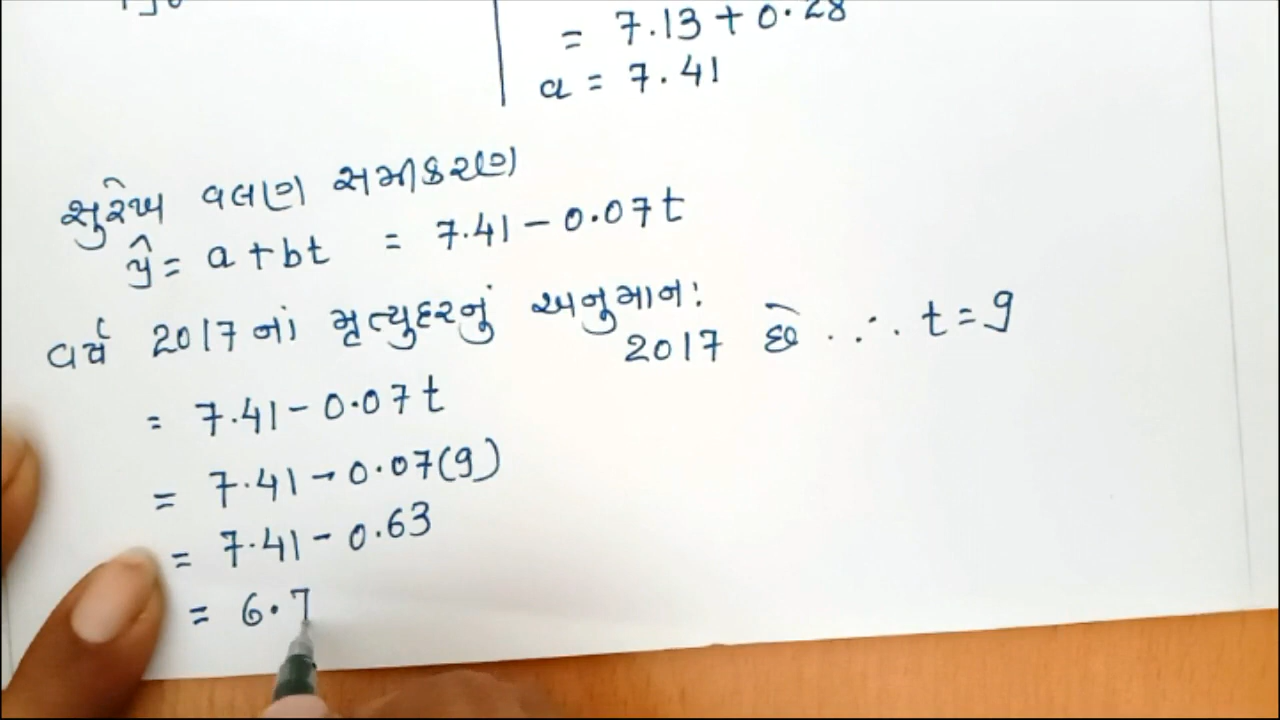 = 7.13 + 0.28
a = 7.41
સુરેખ વલણ સમીકરણ
ŷ = a + bt = 7.41 - 0.07t
વર્ષ 2017નાં મૃત્યુદરનું અનુમાન:
2017 છે ∴ t = 9
= 7.41 - 0.07t
= 7.41 - 0.07(9)
= 7.41 - 0.63
= 6.7